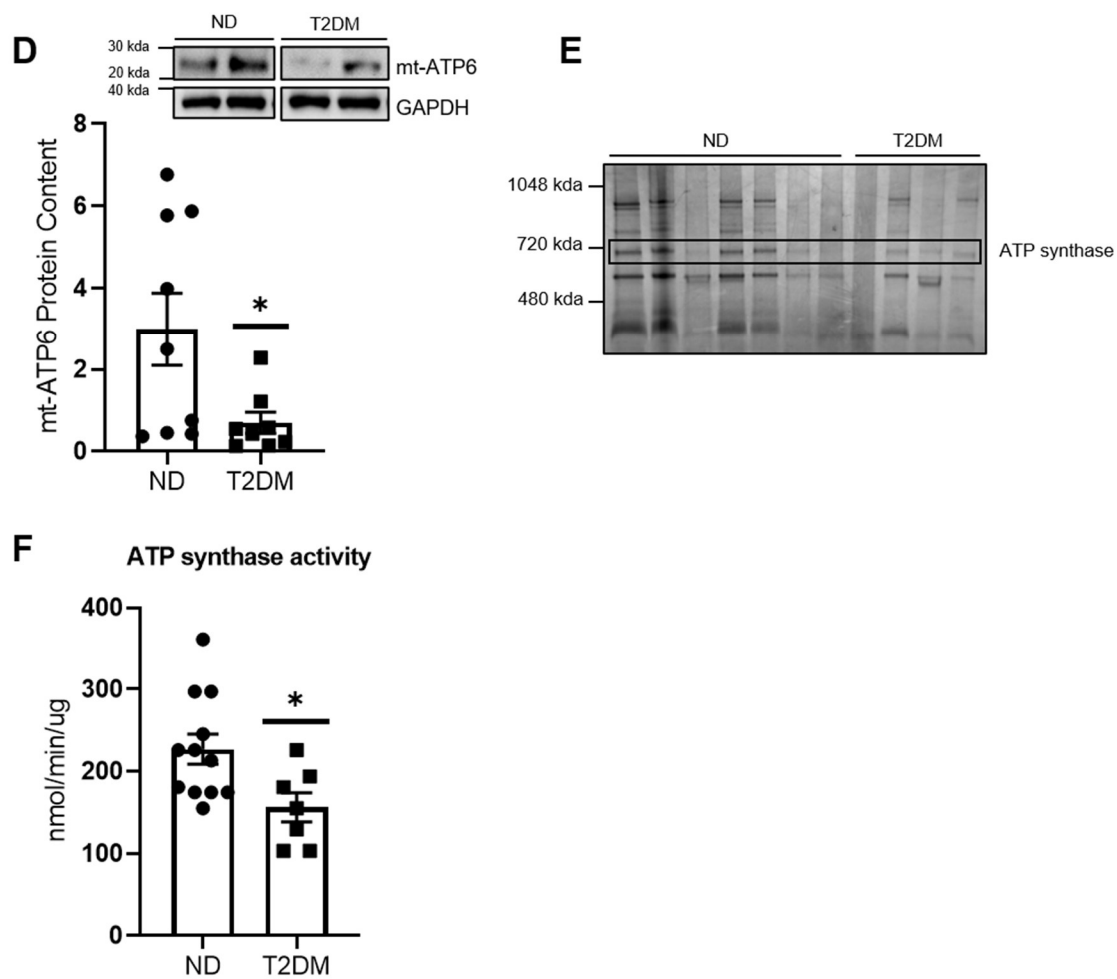 D
ND T2DM
30 kda
20 kda
mt-ATP6
40 kda
GAPDH
mt-ATP6 Protein Content
8
6
4
2
0
*
ND T2DM
E
ND T2DM
1048 kda
720 kda
ATP synthase
480 kda
F
ATP synthase activity
nmol/min/ug
400
300
200
100
0
*
ND T2DM